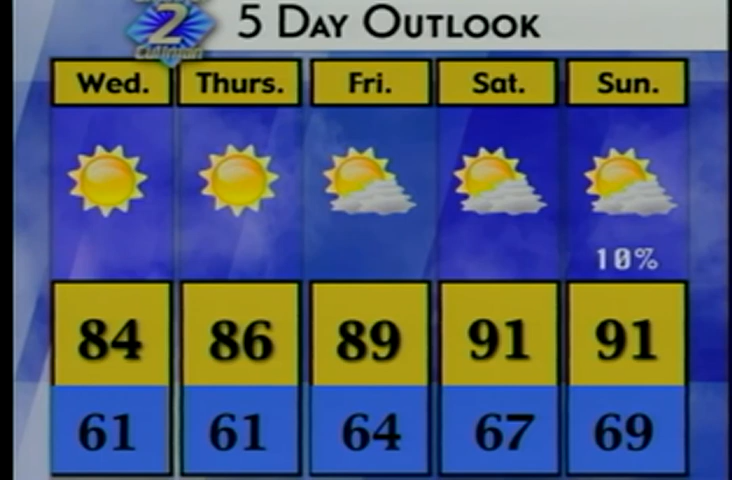 2
Cullman
5 DAY OUTLOOK
Wed. Thurs. Fri. Sat. Sun.
10%
84 86 89 91 91
61 61 64 67 69